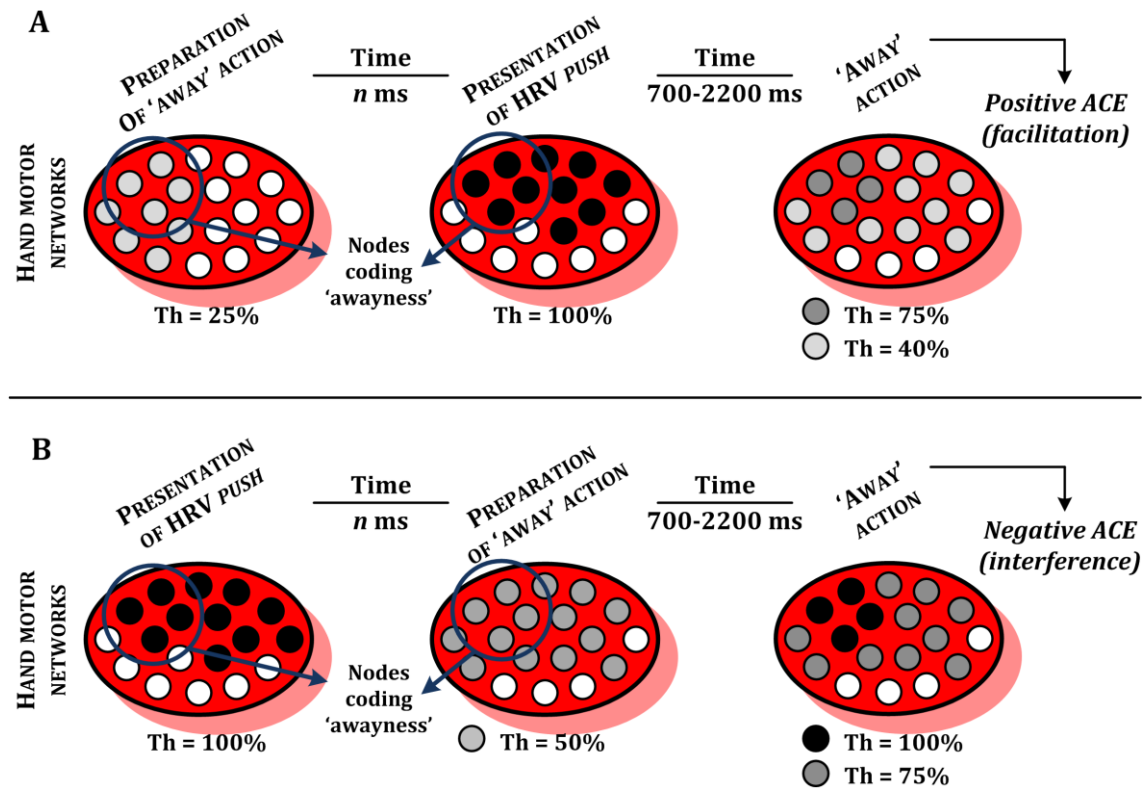 A
PREPARATION
OF ‘AWAY’ ACTION
Time
n ms
PRESENTATION
OF HRV PUSH
Time
700-2200 ms
‘AWAY’
ACTION
Positive ACE
(facilitation)
HAND MOTOR
NETWORKS
Nodes
coding
‘awayness’
Th = 25%
Th = 100%
Th = 75%
Th = 40%
B
PRESENTATION
OF HRV PUSH
Time
n ms
PREPARATION
OF ‘AWAY’ ACTION
Time
700-2200 ms
‘AWAY’
ACTION
Negative ACE
(interference)
HAND MOTOR
NETWORKS
Nodes
coding
‘awayness’
Th = 100%
Th = 50%
Th = 100%
Th = 75%